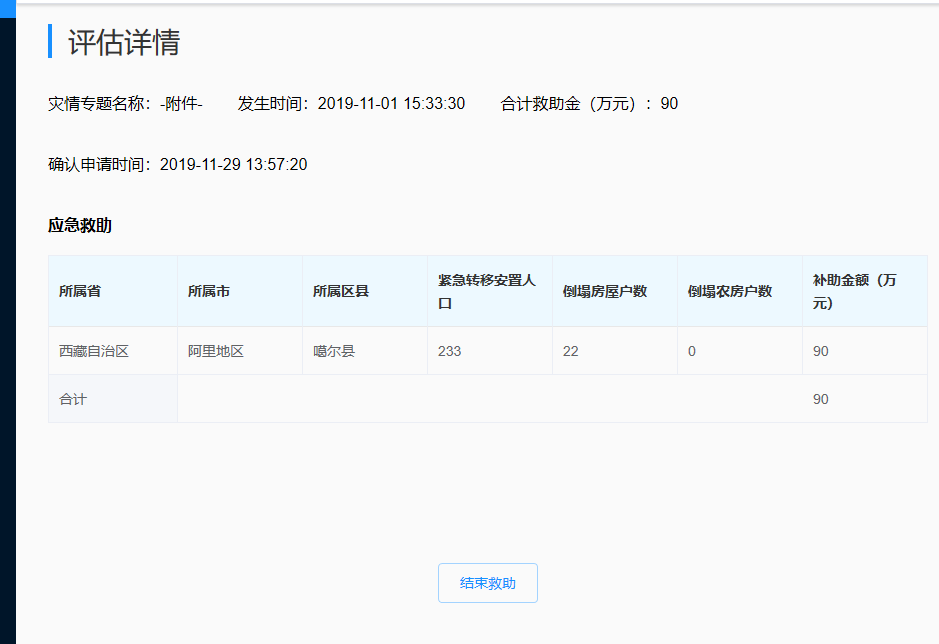 评估详情
灾情专题名称：-附件- 发生时间：2019-11-01 15:33:30 合计救助金（万元）：90
确认申请时间：2019-11-29 13:57:20
应急救助
所属省 所属市 所属区县 紧急转移安置人口 倒塌房屋户数 倒塌农房户数 补助金额（万元）
西藏自治区 阿里地区 噶尔县 233 22 0 90
合计 90
结束救助